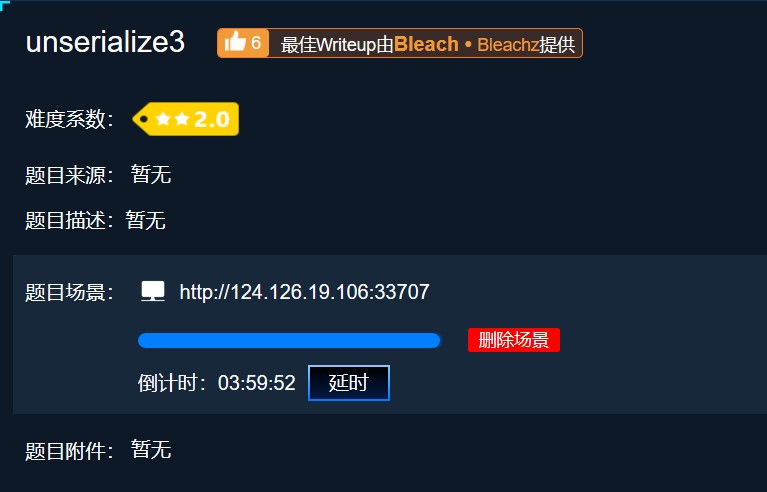 unserialize3 6 最佳Writeup由Bleach • Bleachz提供
难度系数： 2.0
题目来源： 暂无
题目描述：暂无
题目场景： http://124.126.19.106:33707
删除场景
倒计时：03:59:52 延时
题目附件： 暂无